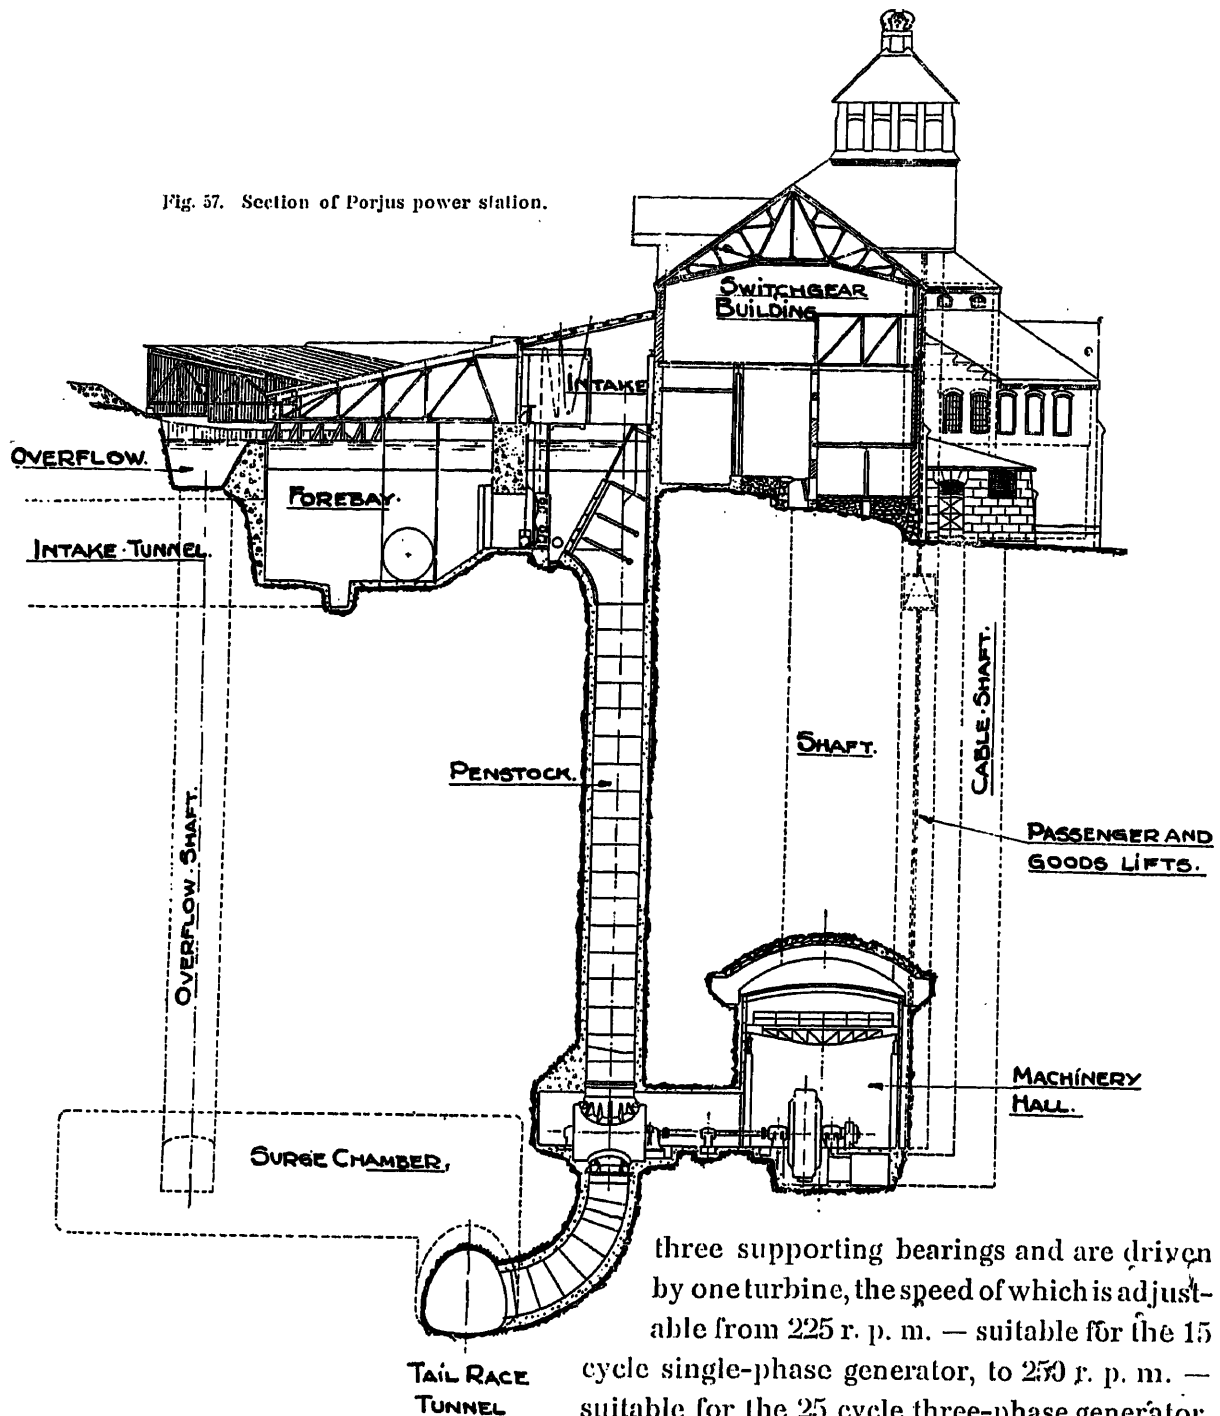 Fig. 57. Section of Porjus power station.
SWITCHGEAR
BUILDING
INTAKE
OVERFLOW.
FOREBAY.
INTAKE·TUNNEL.
CABLE·SHAFT.
SHAFT.
PENSTOCK.
OVERFLOW·SHAFT.
PASSENGER AND
GOODS LIFTS.
MACHINERY
HALL.
SURGE CHAMBER,
three supporting bearings and are driven
by one turbine, the speed of which is adjust-
able from 225 r. p. m. — suitable for the 15
cycle single-phase generator, to 250 r. p. m. —
suitable for the 25 cycle three-phase generator
TAIL RACE
TUNNEL